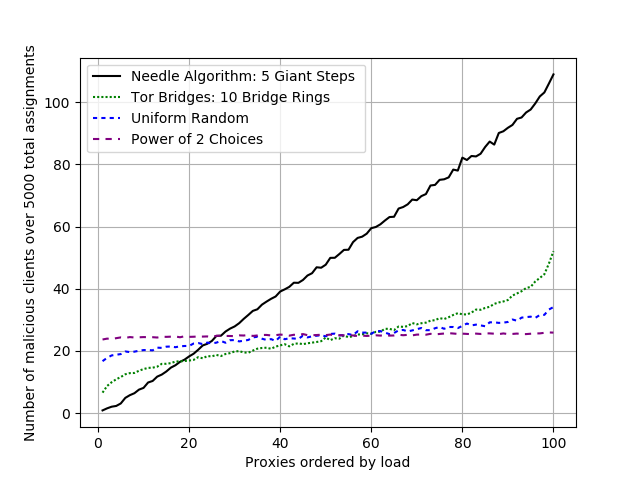 Number of malicious clients over 5000 total assignments
100
80
60
40
20
0
Needle Algorithm: 5 Giant Steps
Tor Bridges: 10 Bridge Rings
Uniform Random
Power of 2 Choices
0 20 40 60 80 100
Proxies ordered by load